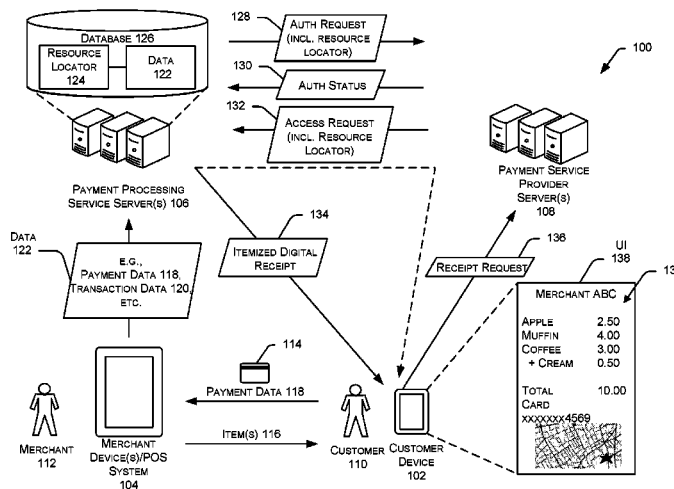 DATABASE 126
RESOURCE
LOCATOR
124
DATA
122
128
AUTH REQUEST
(INCL. RESOURCE
LOCATOR)
130
AUTH STATUS
132
ACCESS REQUEST
(INCL. RESOURCE
LOCATOR)
100
PAYMENT PROCESSING
SERVICE SERVER(S) 106
PAYMENT SERVICE
PROVIDER
SERVER(S)
108
DATA
122
E.G.,
PAYMENT DATA 118,
TRANSACTION DATA 120,
ETC.
134
ITEMIZED DIGITAL
RECEIPT
136
RECEIPT REQUEST
UI
138
13
MERCHANT ABC
APPLE 2.50
MUFFIN 4.00
COFFEE 3.00
+ CREAM 0.50
TOTAL 10.00
CARD
XXXXXXX4569
114
PAYMENT DATA 118
ITEM(S) 116
MERCHANT
112
MERCHANT
DEVICE(S)/POS
SYSTEM
104
CUSTOMER
110
CUSTOMER
DEVICE
102